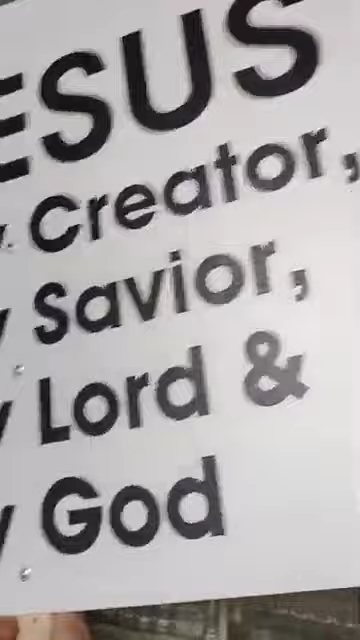 ESUS
y Creator,
y Savior,
y Lord &
y God